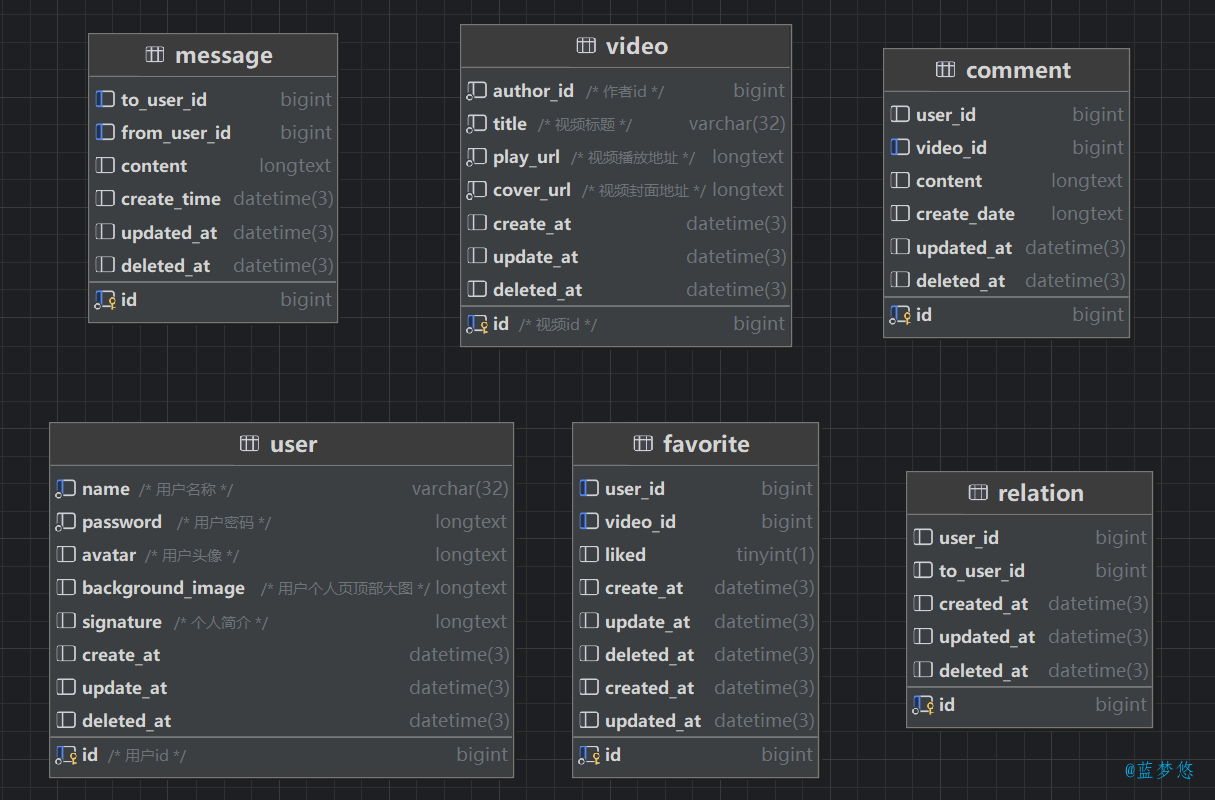 message
to_user_id bigint
from_user_id bigint
content longtext
create_time datetime(3)
updated_at datetime(3)
deleted_at datetime(3)
id bigint
video
author_id /* 作者id */ bigint
title /* 视频标题 */ varchar(32)
play_url /* 视频播放地址 */ longtext
cover_url /* 视频封面地址 */ longtext
create_at datetime(3)
update_at datetime(3)
deleted_at datetime(3)
id /* 视频id */ bigint
comment
user_id bigint
video_id bigint
content longtext
create_date longtext
updated_at datetime(3)
deleted_at datetime(3)
id bigint
user
name /* 用户名称 */ varchar(32)
password /* 用户密码 */ longtext
avatar /* 用户头像 */ longtext
background_image /* 用户个人页顶部大图 */ longtext
signature /* 个人简介 */ longtext
create_at datetime(3)
update_at datetime(3)
deleted_at datetime(3)
id /* 用户id */ bigint
favorite
user_id bigint
video_id bigint
liked tinyint(1)
create_at datetime(3)
update_at datetime(3)
deleted_at datetime(3)
created_at datetime(3)
updated_at datetime(3)
id bigint
relation
user_id bigint
to_user_id bigint
created_at datetime(3)
updated_at datetime(3)
deleted_at datetime(3)
id bigint
@蓝梦悠